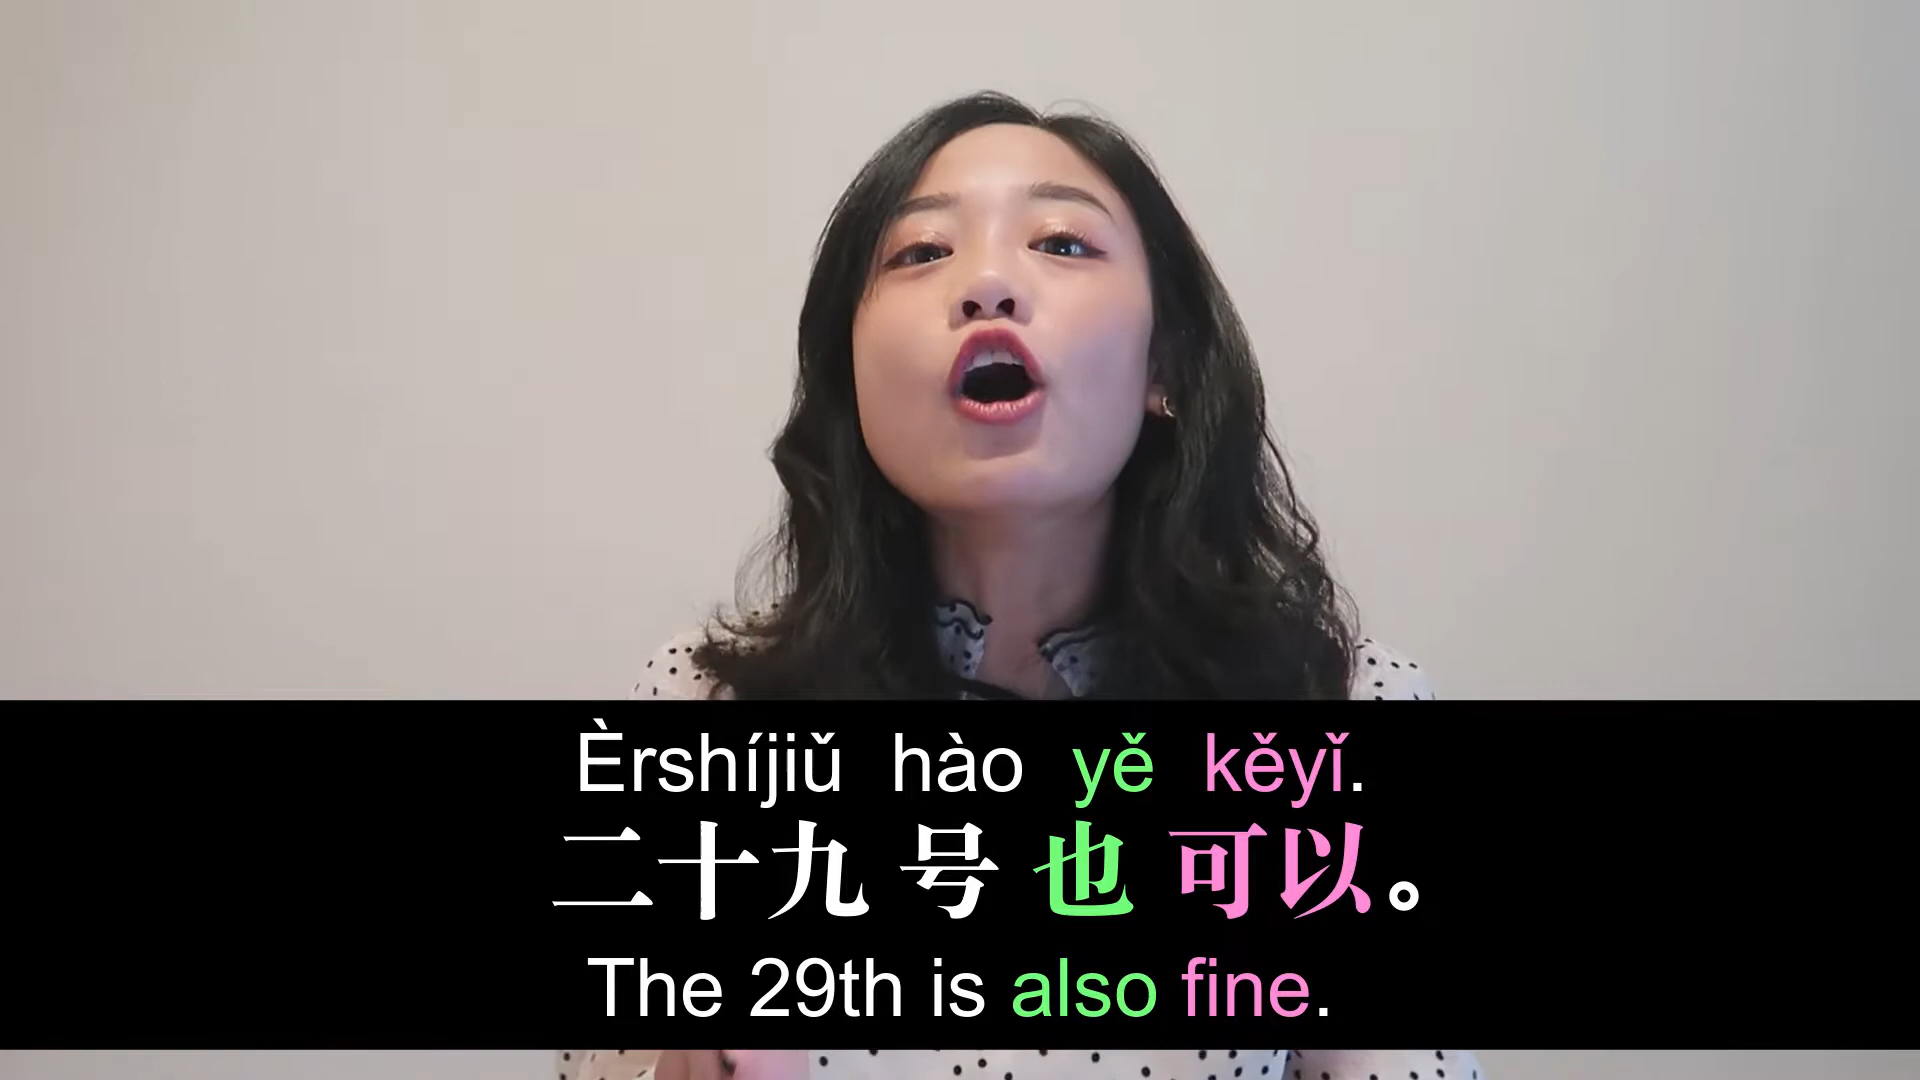 Èrshíjiǔ hào yě kěyǐ.
二十九 号 也 可以。
The 29th is also fine.